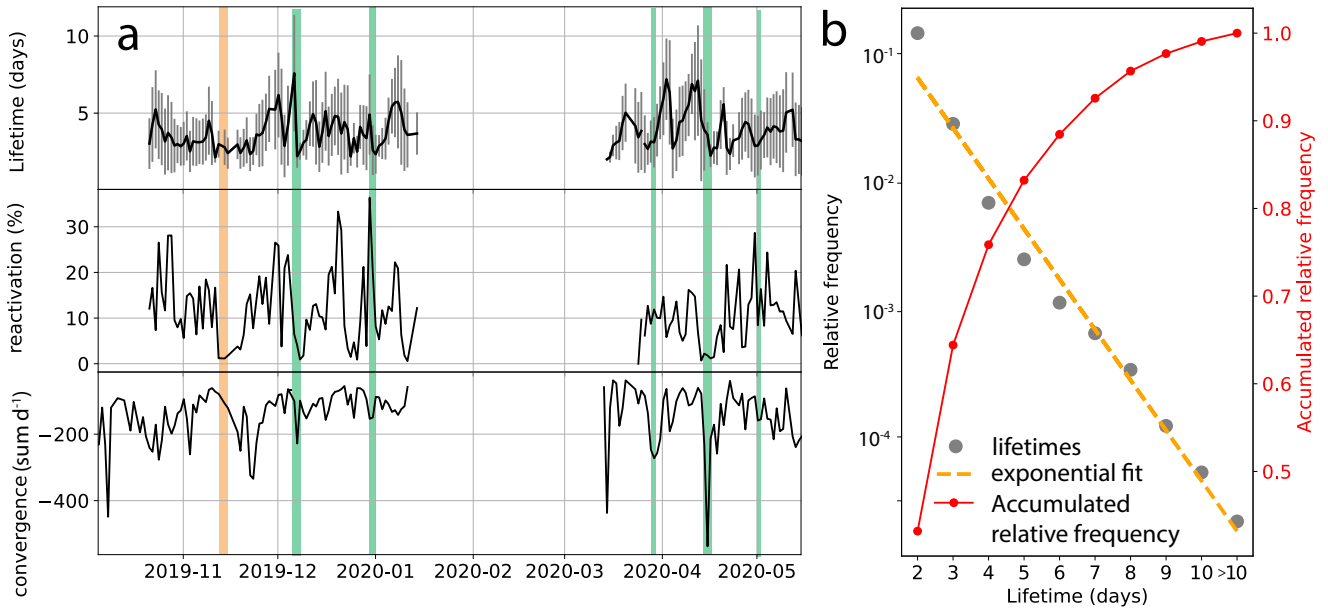 a
Lifetime (days)
10
5
reactivation (%)
30
20
10
0
convergence (sum d⁻¹)
−200
−400
2019-11
2019-12
2020-01
2020-02
2020-03
2020-04
2020-05
b
Relative frequency
10⁻¹
10⁻²
10⁻³
10⁻⁴
1.0
0.9
0.8
0.7
0.6
0.5
Accumulated relative frequency
lifetimes
exponential fit
Accumulated
relative frequency
2 3 4 5 6 7 8 9 10 >10
Lifetime (days)